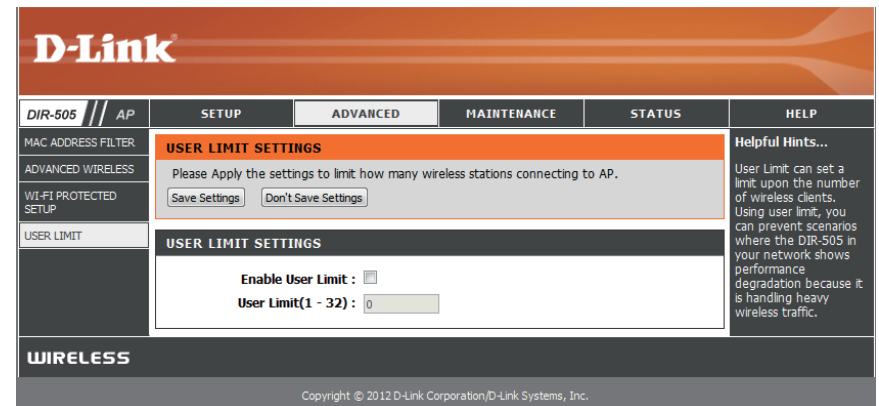 D-Link
DIR-505 // AP
SETUP
ADVANCED
MAINTENANCE
STATUS
HELP
MAC ADDRESS FILTER
ADVANCED WIRELESS
WI-FI PROTECTED
SETUP
USER LIMIT
USER LIMIT SETTINGS
Please Apply the settings to limit how many wireless stations connecting to AP.
Save Settings
Don't Save Settings
USER LIMIT SETTINGS
Enable User Limit :
User Limit(1 - 32) : 0
Helpful Hints...
User Limit can set a
limit upon the number
of wireless clients.
Using user limit, you
can prevent scenarios
where the DIR-505 in
your network shows
performance
degradation because it
is handling heavy
wireless traffic.
WIRELESS
Copyright © 2012 D-Link Corporation/D-Link Systems, Inc.